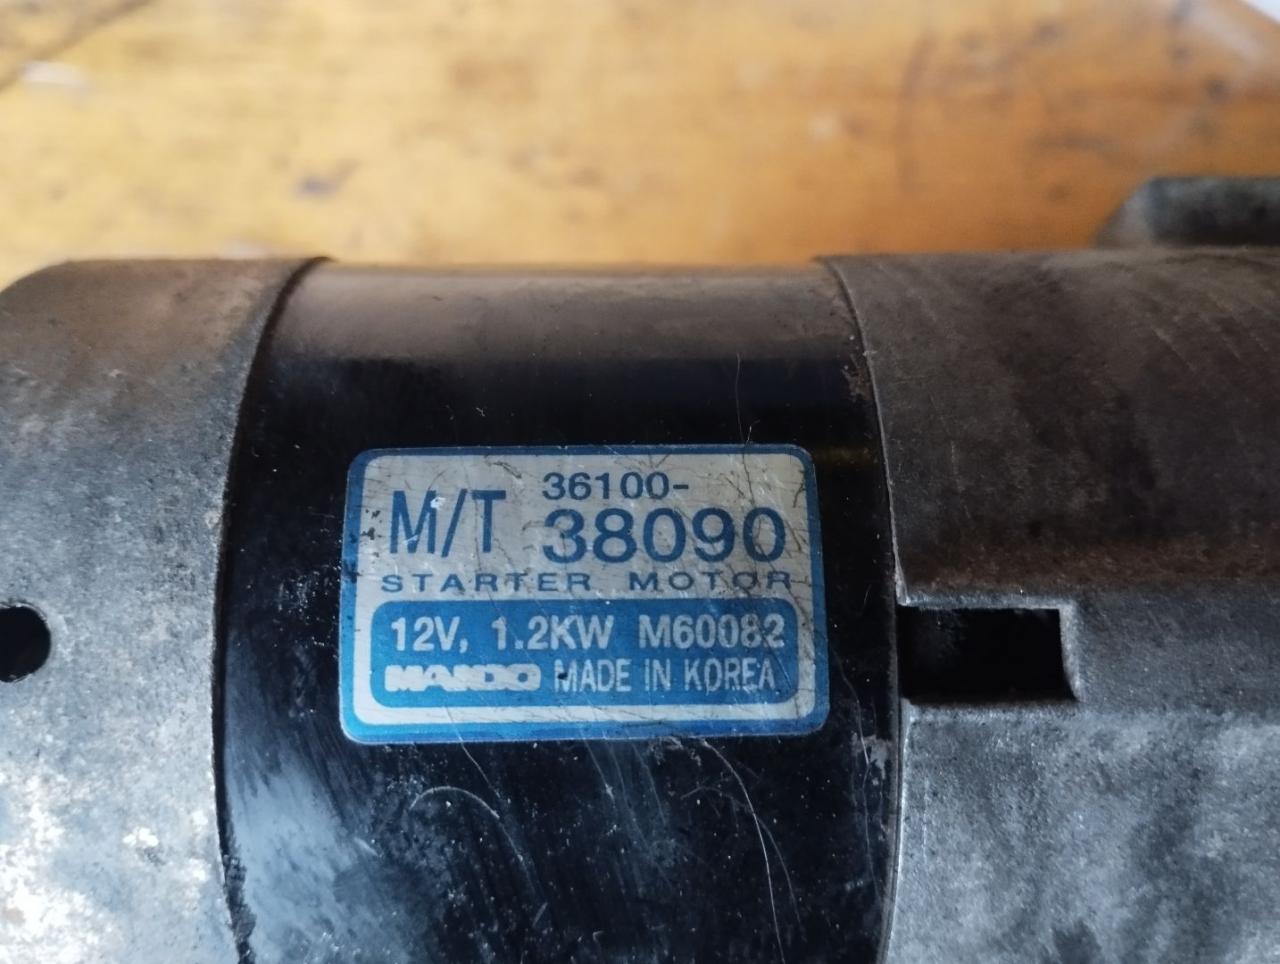 M/T 36100-
38090
STARTER MOTOR
12V, 1.2KW M60082
MANDO MADE IN KOREA